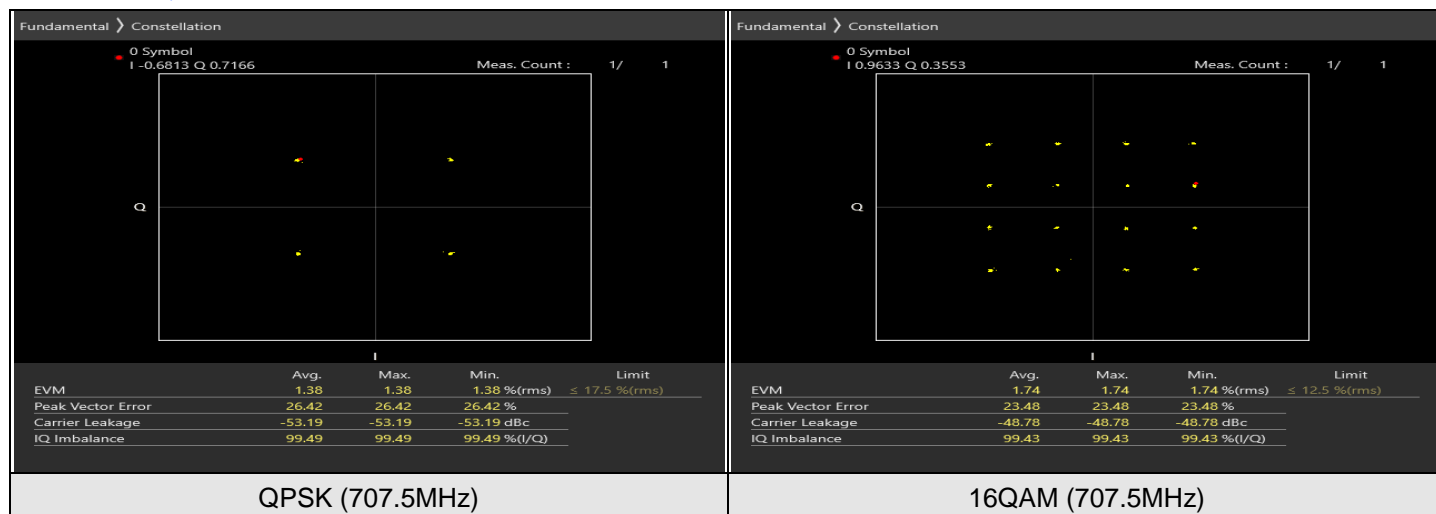 Fundamental ❯ Constellation
0 Symbol
I -0.6813 Q 0.7166 Meas. Count : 1/ 1
Q
I
Avg. Max. Min. Limit
EVM 1.38 1.38 1.38 %(rms) ≤ 17.5 %(rms)
Peak Vector Error 26.42 26.42 26.42 %
Carrier Leakage -53.19 -53.19 -53.19 dBc
IQ Imbalance 99.49 99.49 99.49 %(I/Q)
QPSK (707.5MHz)
Fundamental ❯ Constellation
0 Symbol
I 0.9633 Q 0.3553 Meas. Count : 1/ 1
Q
I
Avg. Max. Min. Limit
EVM 1.74 1.74 1.74 %(rms) ≤ 12.5 %(rms)
Peak Vector Error 23.48 23.48 23.48 %
Carrier Leakage -48.78 -48.78 -48.78 dBc
IQ Imbalance 99.43 99.43 99.43 %(I/Q)
16QAM (707.5MHz)